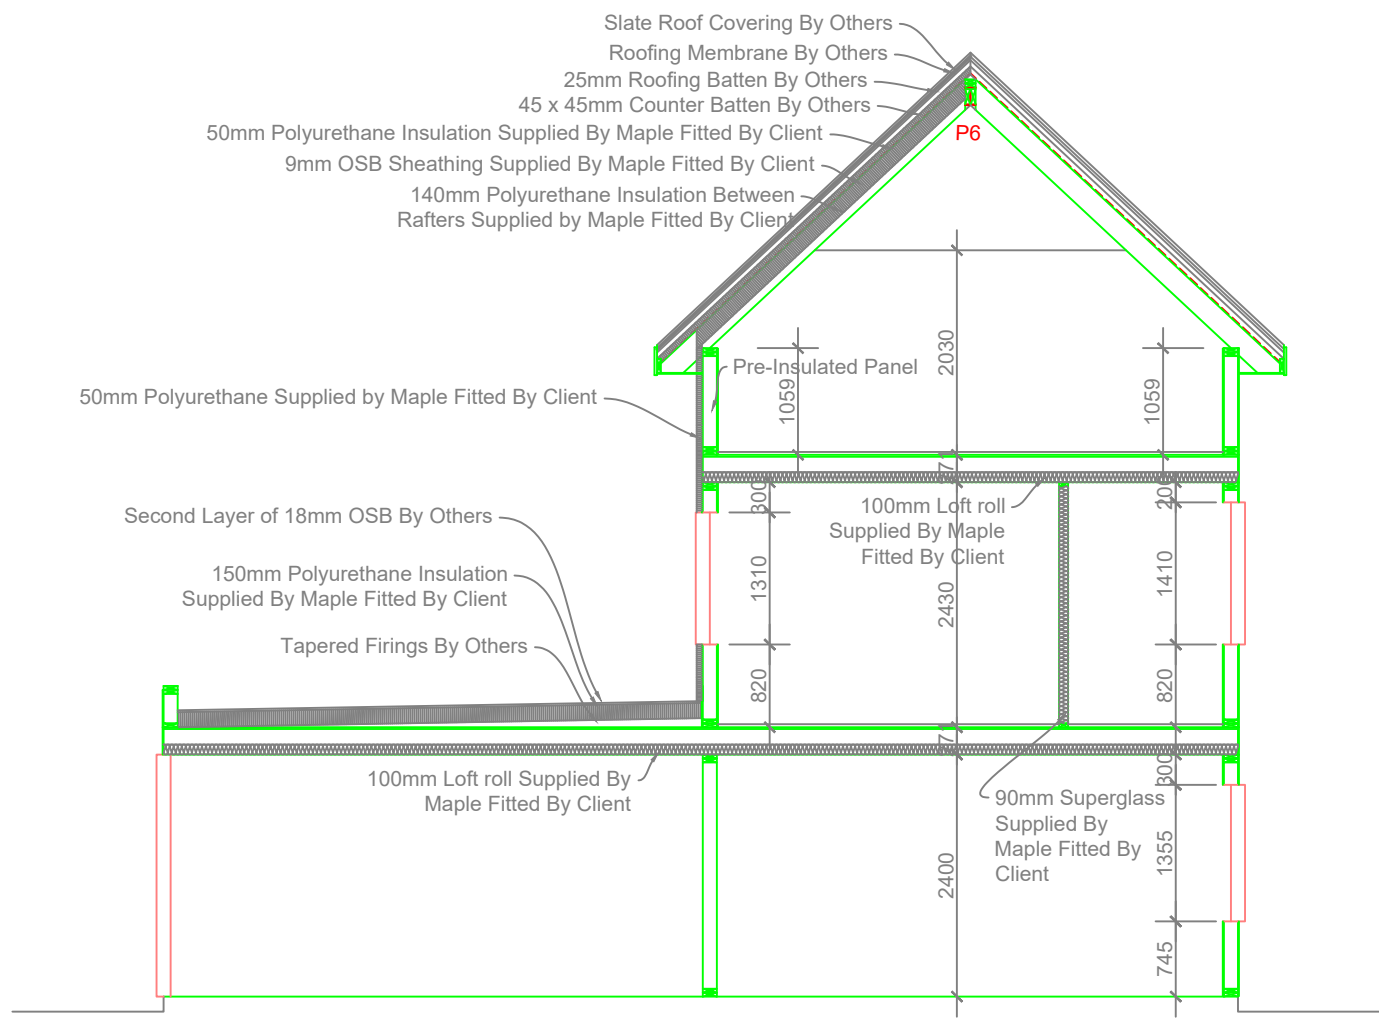 Slate Roof Covering By Others
Roofing Membrane By Others
25mm Roofing Batten By Others
45 x 45mm Counter Batten By Others
50mm Polyurethane Insulation Supplied By Maple Fitted By Client
P6
9mm OSB Sheathing Supplied By Maple Fitted By Client
140mm Polyurethane Insulation Between
Rafters Supplied by Maple Fitted By Client
2030
Pre-Insulated Panel
1059
1059
50mm Polyurethane Supplied by Maple Fitted By Client
300
200
100mm Loft roll
Supplied By Maple
Fitted By Client
Second Layer of 18mm OSB By Others
150mm Polyurethane Insulation
Supplied By Maple Fitted By Client
1310
2430
1410
Tapered Firings By Others
820
820
300
100mm Loft roll Supplied By
Maple Fitted By Client
90mm Superglass
Supplied By
Maple Fitted By
Client
1355
2400
745